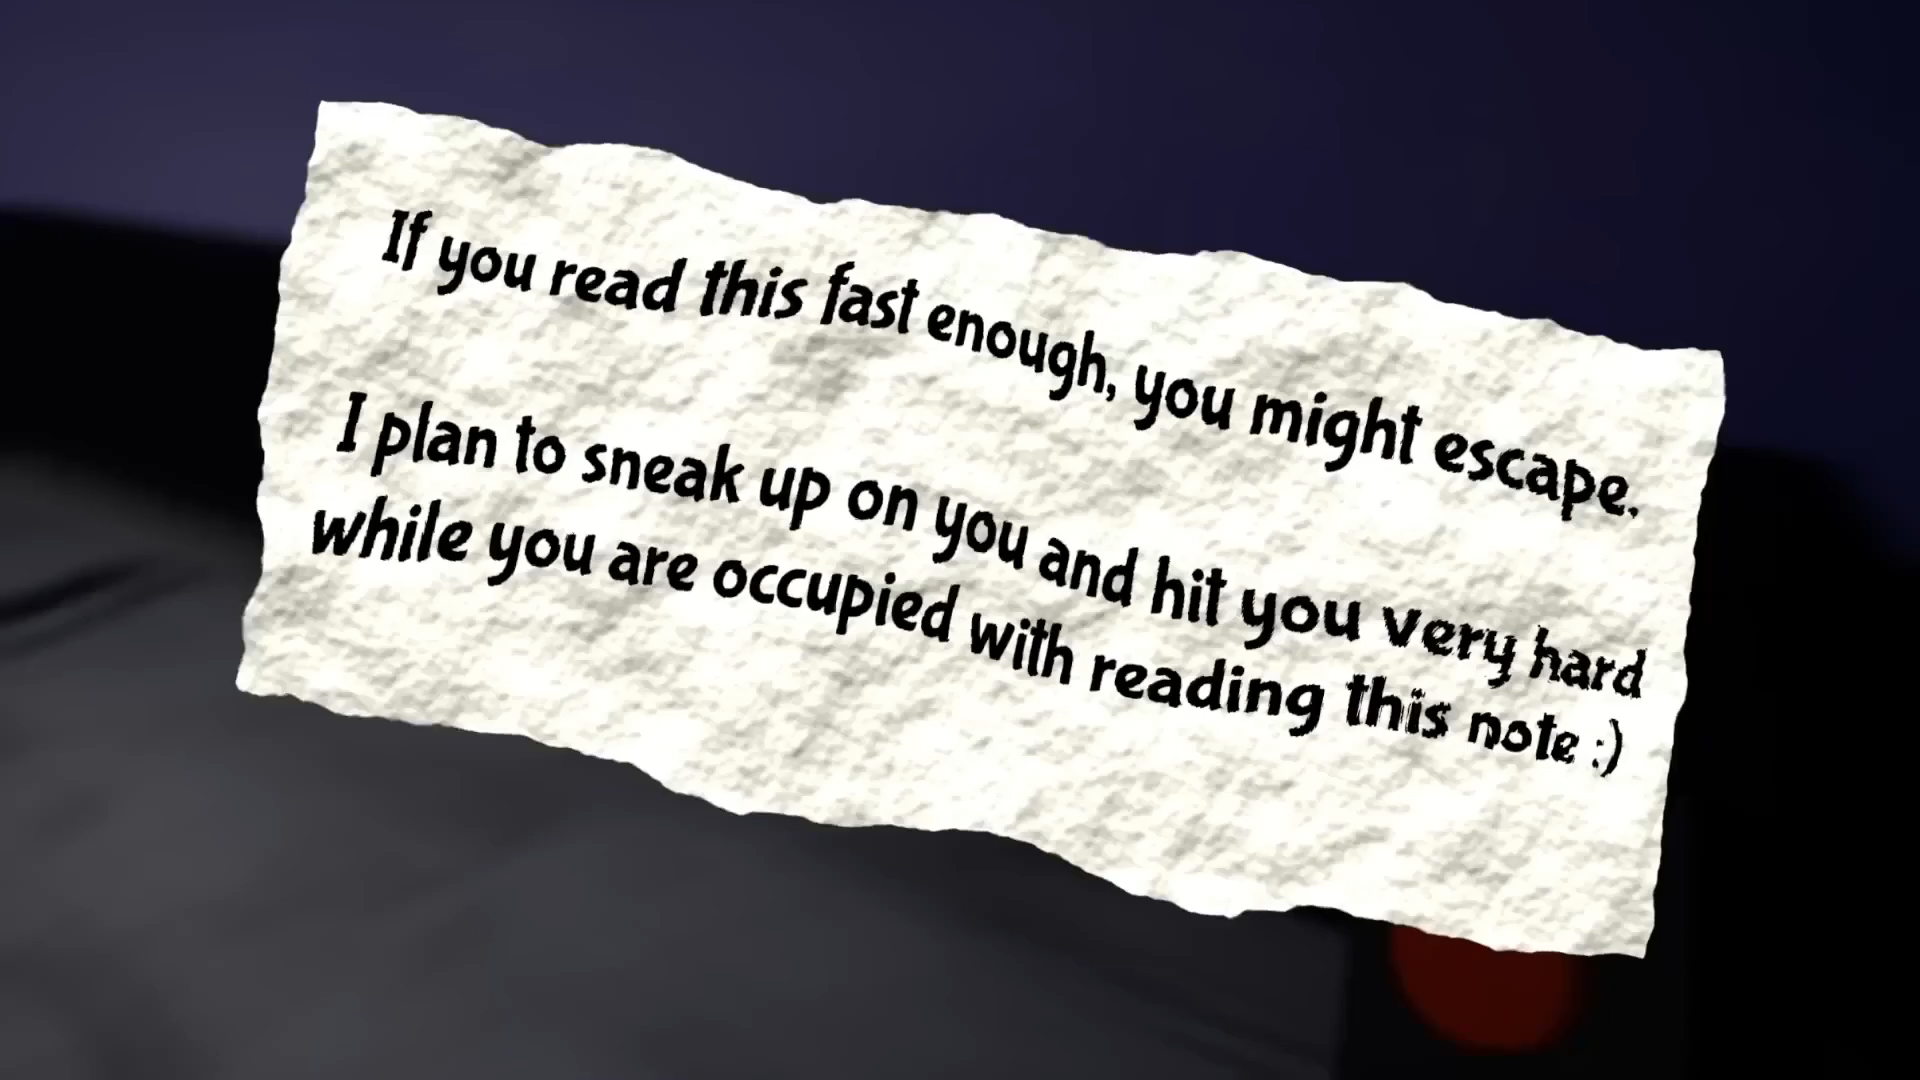 If you read this fast enough, you might escape.
I plan to sneak up on you and hit you very hard
while you are occupied with reading this note :)